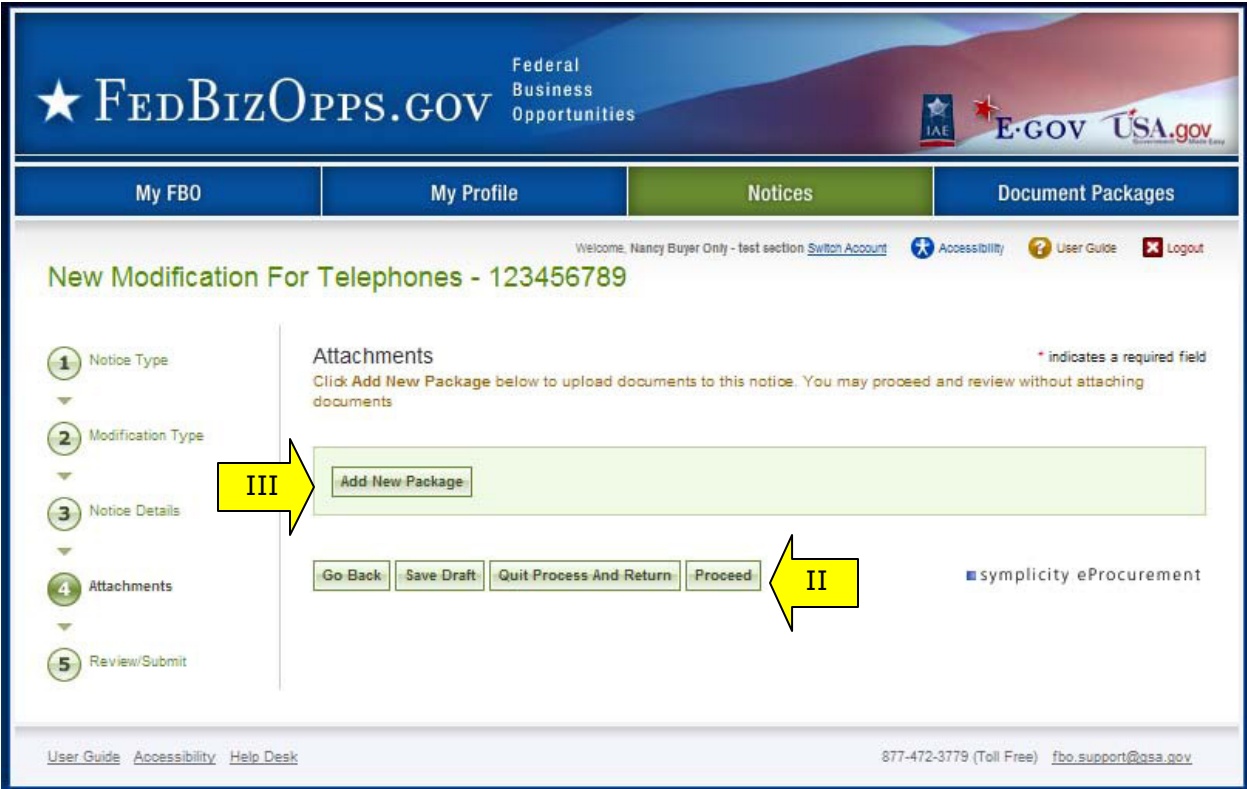 ★ FEDBIZOPPS.GOV
Federal
Business
Opportunities
IAE
E·GOV
USA.gov
Government Made Easy
My FBO
My Profile
Notices
Document Packages
Welcome, Nancy Buyer Only - test section Switch Account
Accessibility
User Guide
Logout
New Modification For Telephones - 123456789
1 Notice Type
2 Modification Type
3 Notice Details
4 Attachments
5 Review/Submit
Attachments
* indicates a required field
Click Add New Package below to upload documents to this notice. You may proceed and review without attaching
documents
III
Add New Package
Go Back
Save Draft
Quit Process And Return
Proceed
II
symplicity eProcurement
User Guide Accessibility Help Desk
877-472-3779 (Toll Free) fbo.support@gsa.gov